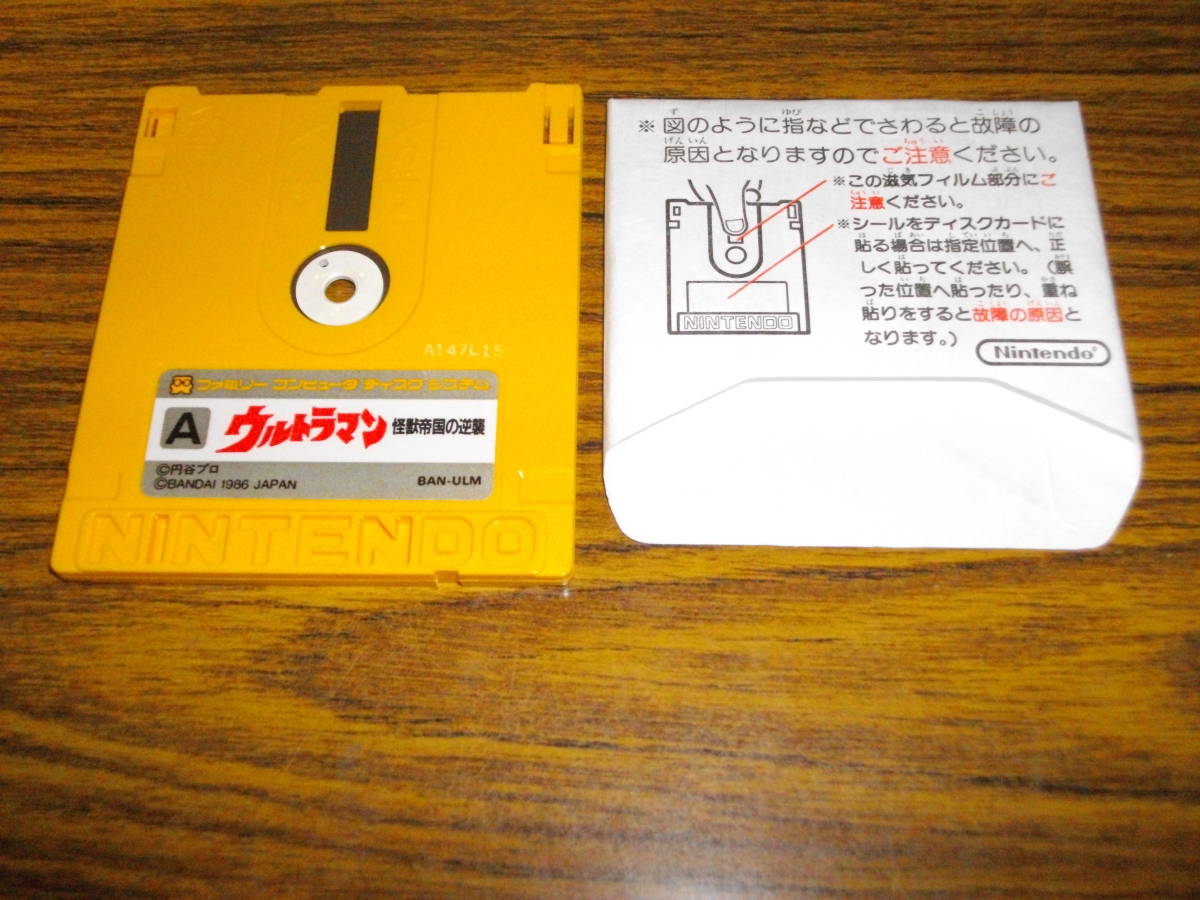 A147L15
ファミリー コンピュータ ディスク システム
A
ウルトラマン 怪獣帝国の逆襲
©円谷プロ
©BANDAI 1986 JAPAN
BAN-ULM
NINTENDO
※図のように指などでさわると故障の
原因となりますのでご注意ください。
※この滋気フィルム部分にご
注意ください。
※シールをディスクカードに
貼る場合は指定位置へ、正
しく貼ってください。(誤
った位置へ貼ったり、重ね
貼りをすると故障の原因と
なります。)
NINTENDO
Nintendo®